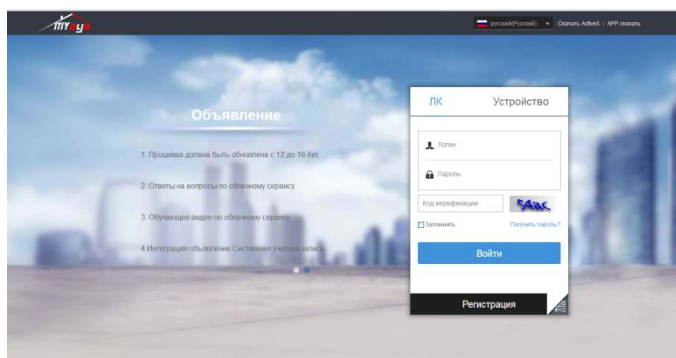 MYeye
русский(Русский)
Скачать ActiveX | APP скачать
Объявление
1. Прошивка должна быть обновлена с 12 до 16 бит.
2. Ответы на вопросы по облачному сервису.
3. Обучающее видео по облачному сервису.
4.Интеграция объявление Системная учетная запись
ЛК Устройство
Логин
Пароль
Код верификации 54ac
Запомнить Получить пароль?
Войти
Регистрация